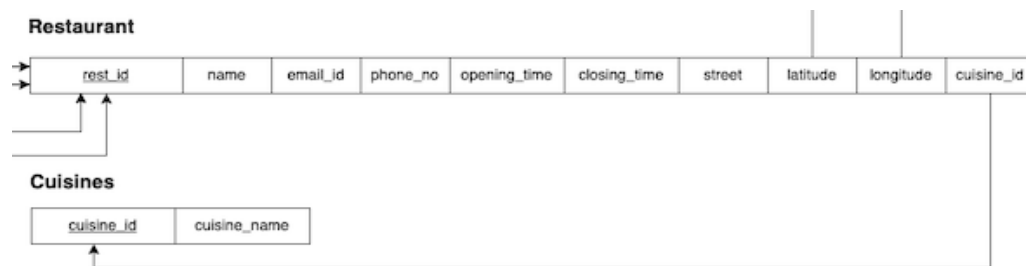 Restaurant
rest_id name email_id phone_no opening_time closing_time street latitude longitude cuisine_id
Cuisines
cuisine_id cuisine_name